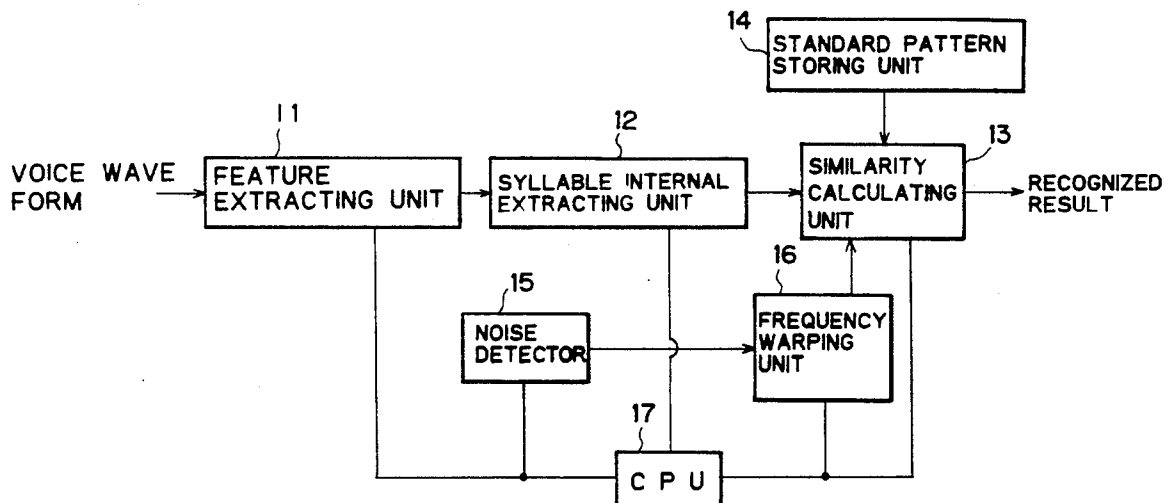 14
STANDARD PATTERN
STORING UNIT
11
12
13
VOICE WAVE
FORM
FEATURE
EXTRACTING UNIT
SYLLABLE INTERNAL
EXTRACTING UNIT
SIMILARITY
CALCULATING
UNIT
RECOGNIZED
RESULT
15
16
NOISE
DETECTOR
FREQUENCY
WARPING
UNIT
17
CPU